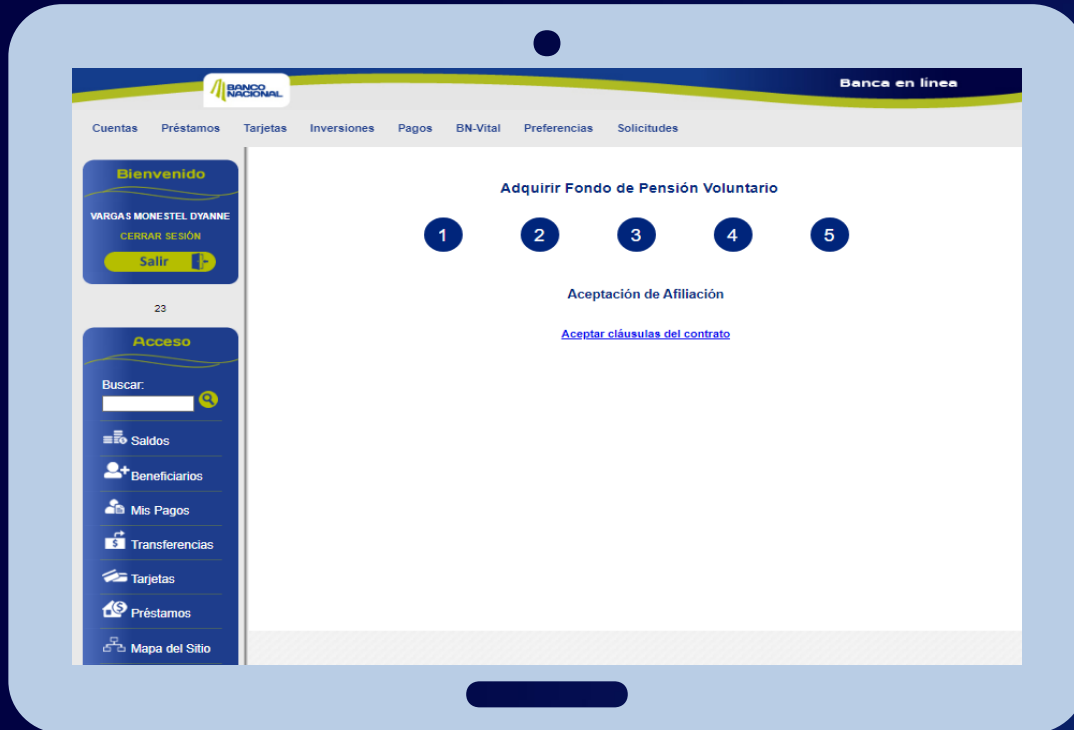 BANCO
NACIONAL
Banca en línea
Cuentas Préstamos Tarjetas Inversiones Pagos BN-Vital Preferencias Solicitudes
Bienvenido
VARGAS MONESTEL DYANNE
CERRAR SESIÓN
Salir
23
Acceso
Buscar:
Saldos
Beneficiarios
Mis Pagos
Transferencias
Tarjetas
Préstamos
Mapa del Sitio
Adquirir Fondo de Pensión Voluntario
1 2 3 4 5
Aceptación de Afiliación
Aceptar cláusulas del contrato